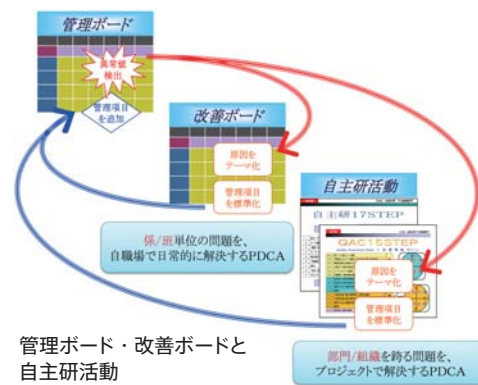 管理ボード
異常値
検出
管理項目
を追加
改善ボード
原因を
テーマ化
管理項目
を標準化
係/班単位の問題を、
自職場で日常的に解決するPDCA
自主研活動
自主研17STEP
QAC15STEP
原因を
テーマ化
管理項目
を標準化
部門/組織を跨る問題を、
プロジェクトで解決するPDCA
管理ボード・改善ボードと
自主研活動